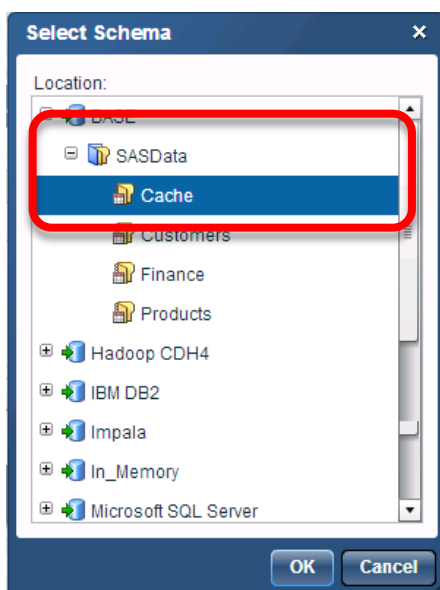 Select Schema
Location:
BASE
SASData
Cache
Customers
Finance
Products
Hadoop CDH4
IBM DB2
Impala
In_Memory
Microsoft SQL Server
OK Cancel